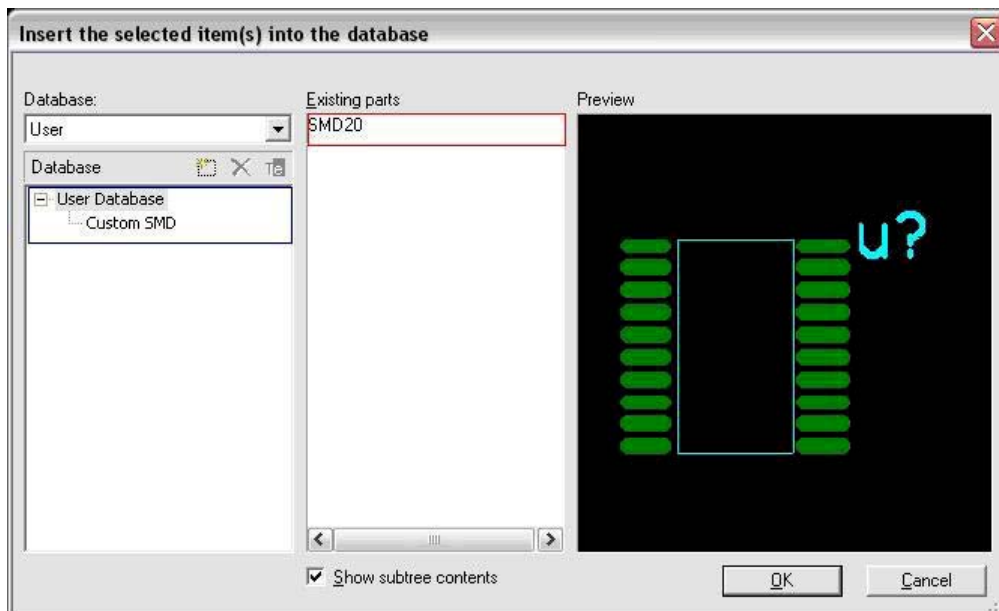 Insert the selected item(s) into the database
Database:
User
Database
User Database
Custom SMD
Existing parts
SMD20
Show subtree contents
Preview
u?
OK
Cancel